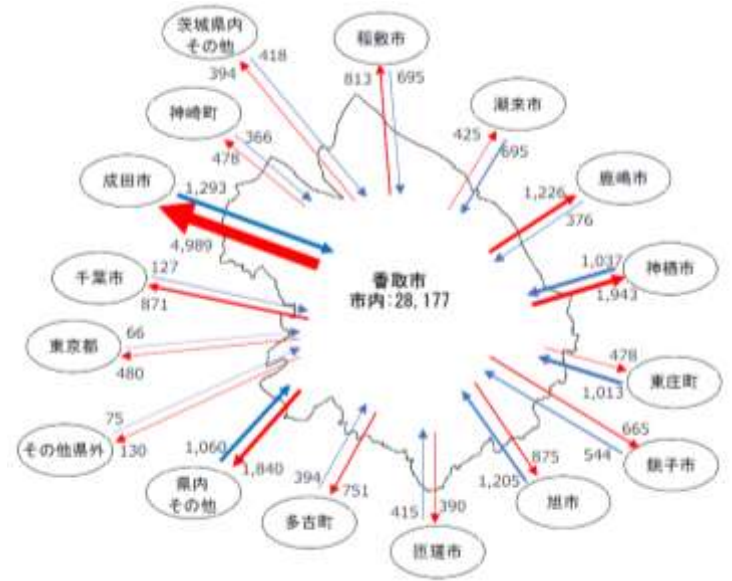 茨城県内
その他
418
394
稲敷市
813
695
潮来市
425
695
神崎町
366
478
成田市
1,293
4,989
鹿嶋市
1,226
376
香取市
市内:28,177
1,037
神栖市
1,943
千葉市
127
871
東京都
66
480
478
東庄町
1,013
75
その他県外
130
665
544
銚子市
1,060
1,840
県内
その他
394
751
多古町
875
1,205
旭市
415
390
匝瑳市